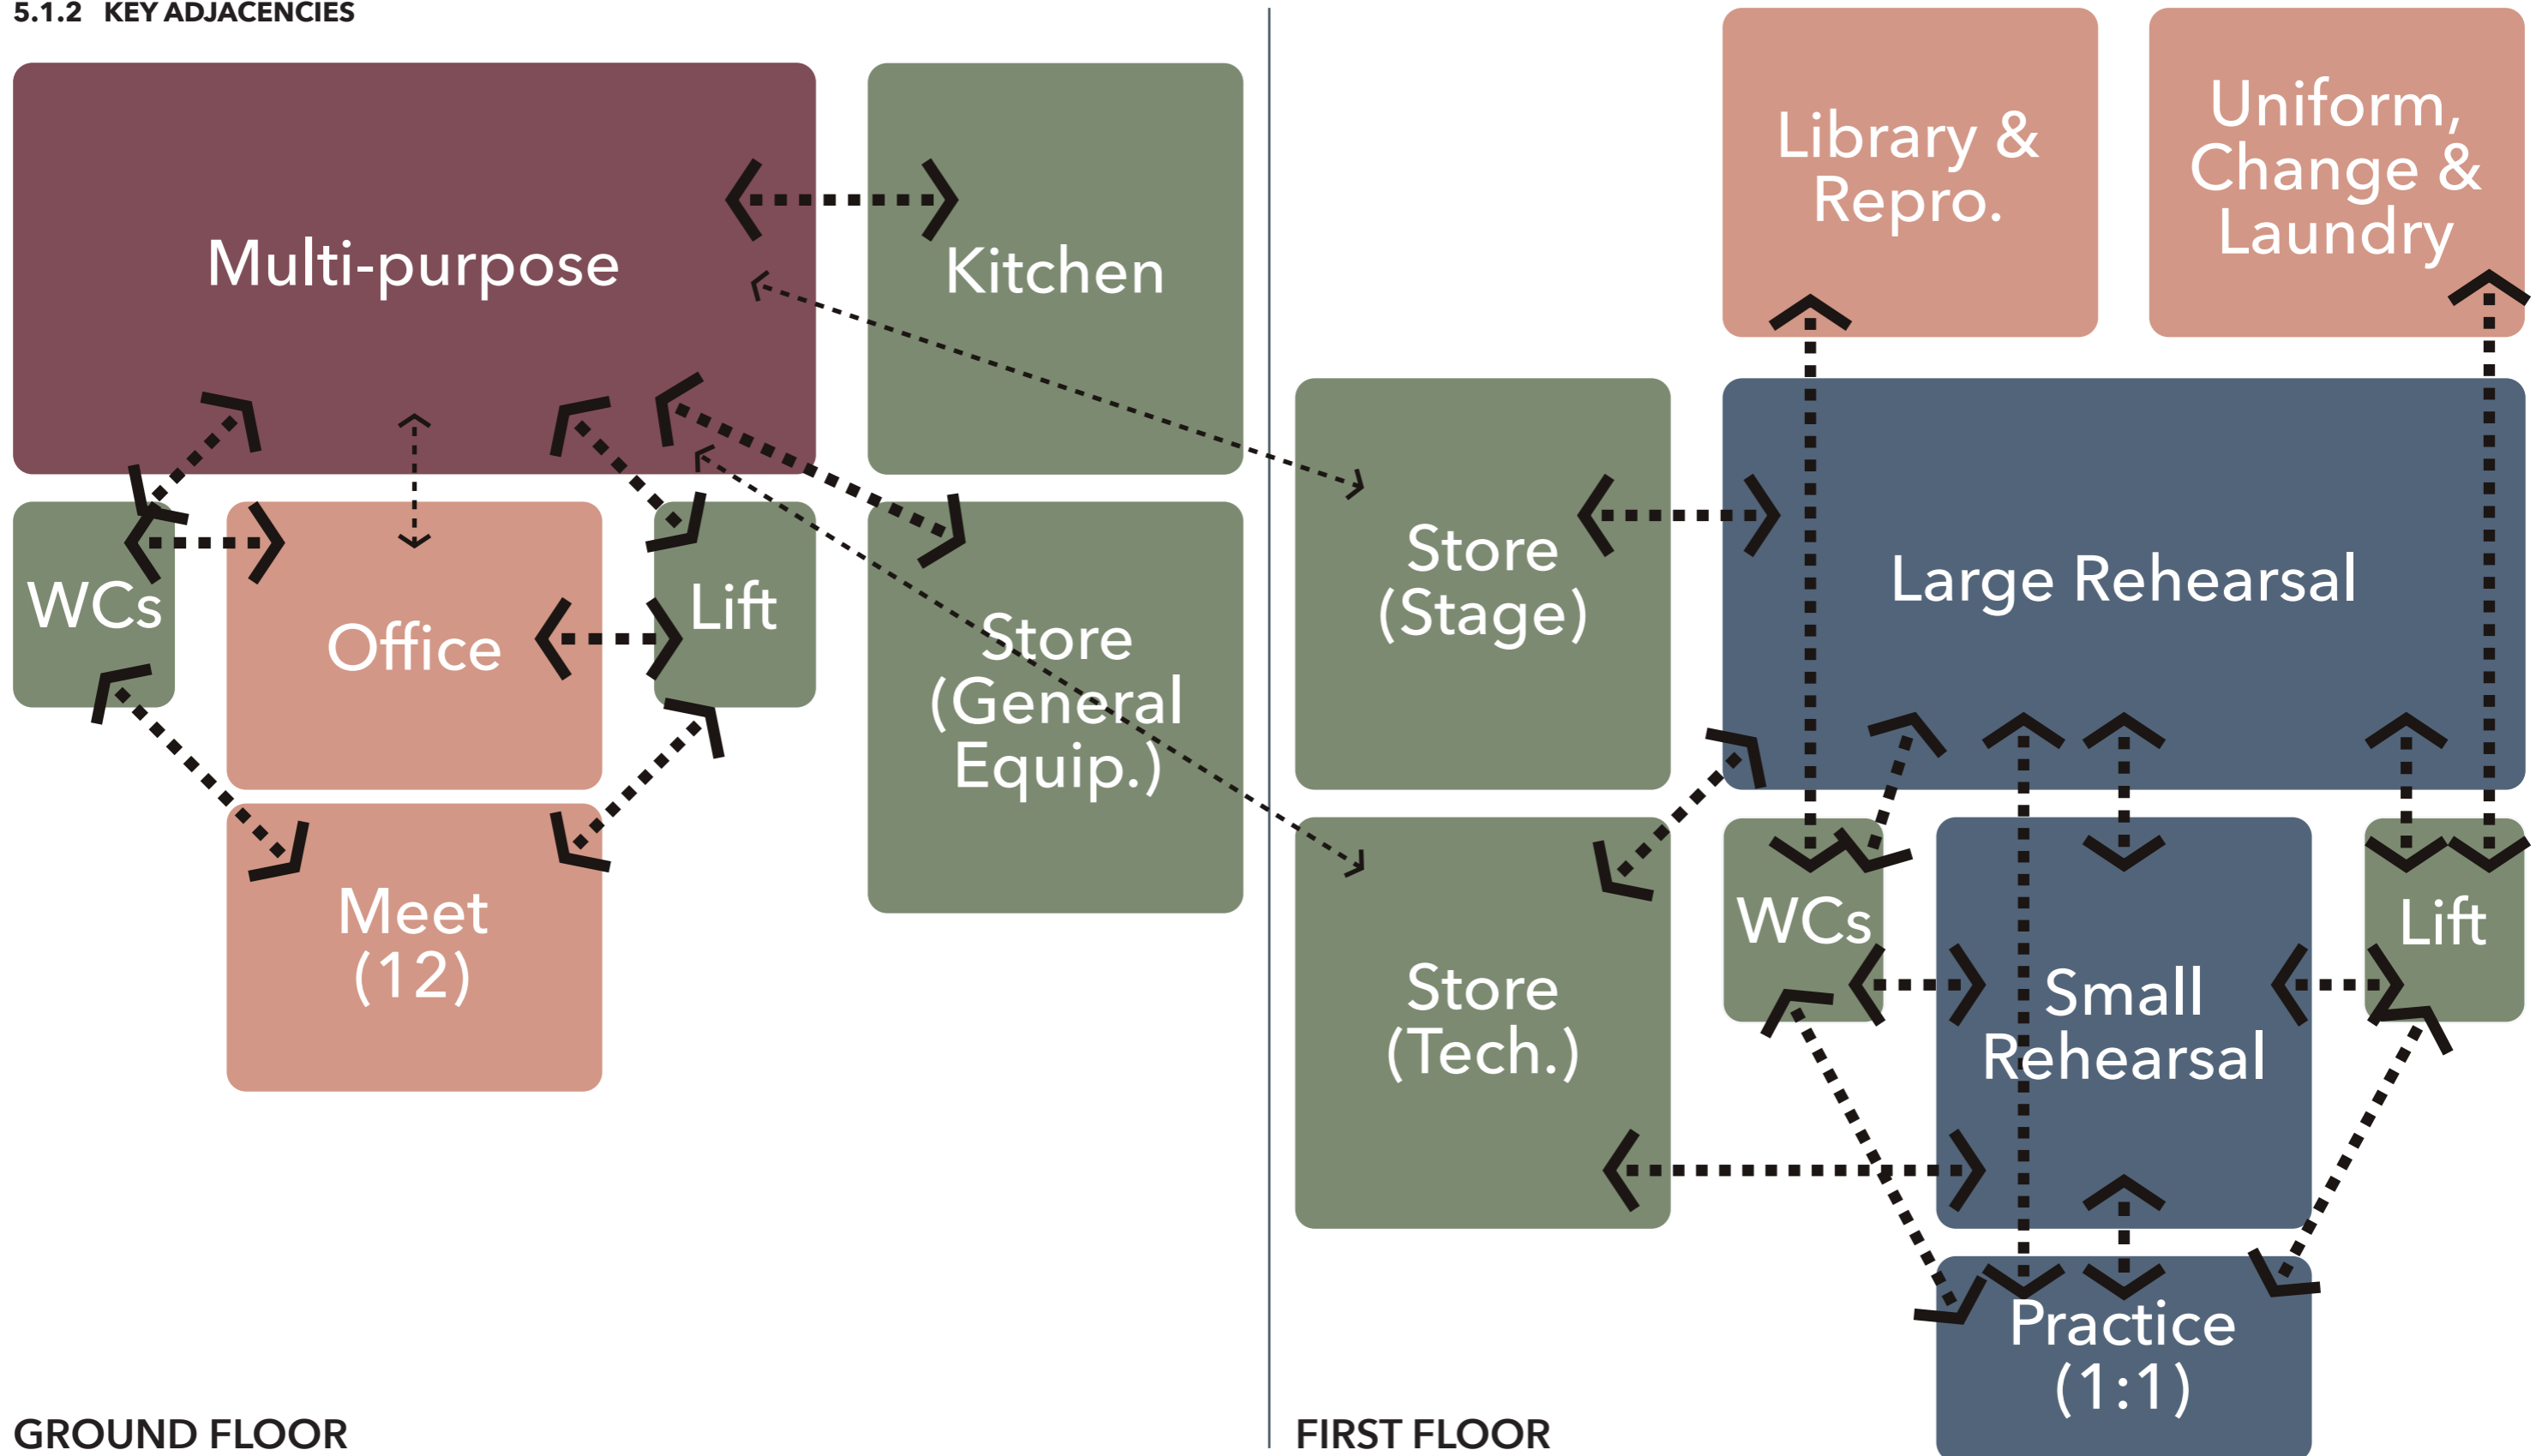 5.1.2 KEY ADJACENCIES
Multi-purpose
Kitchen
WCs
Office
Lift
Store
(General
Equip.)
Meet
(12)
GROUND FLOOR
Library &
Repro.
Uniform,
Change &
Laundry
Store
(Stage)
Large Rehearsal
Store
(Tech.)
WCs
Small
Rehearsal
Lift
Practice
(1:1)
FIRST FLOOR